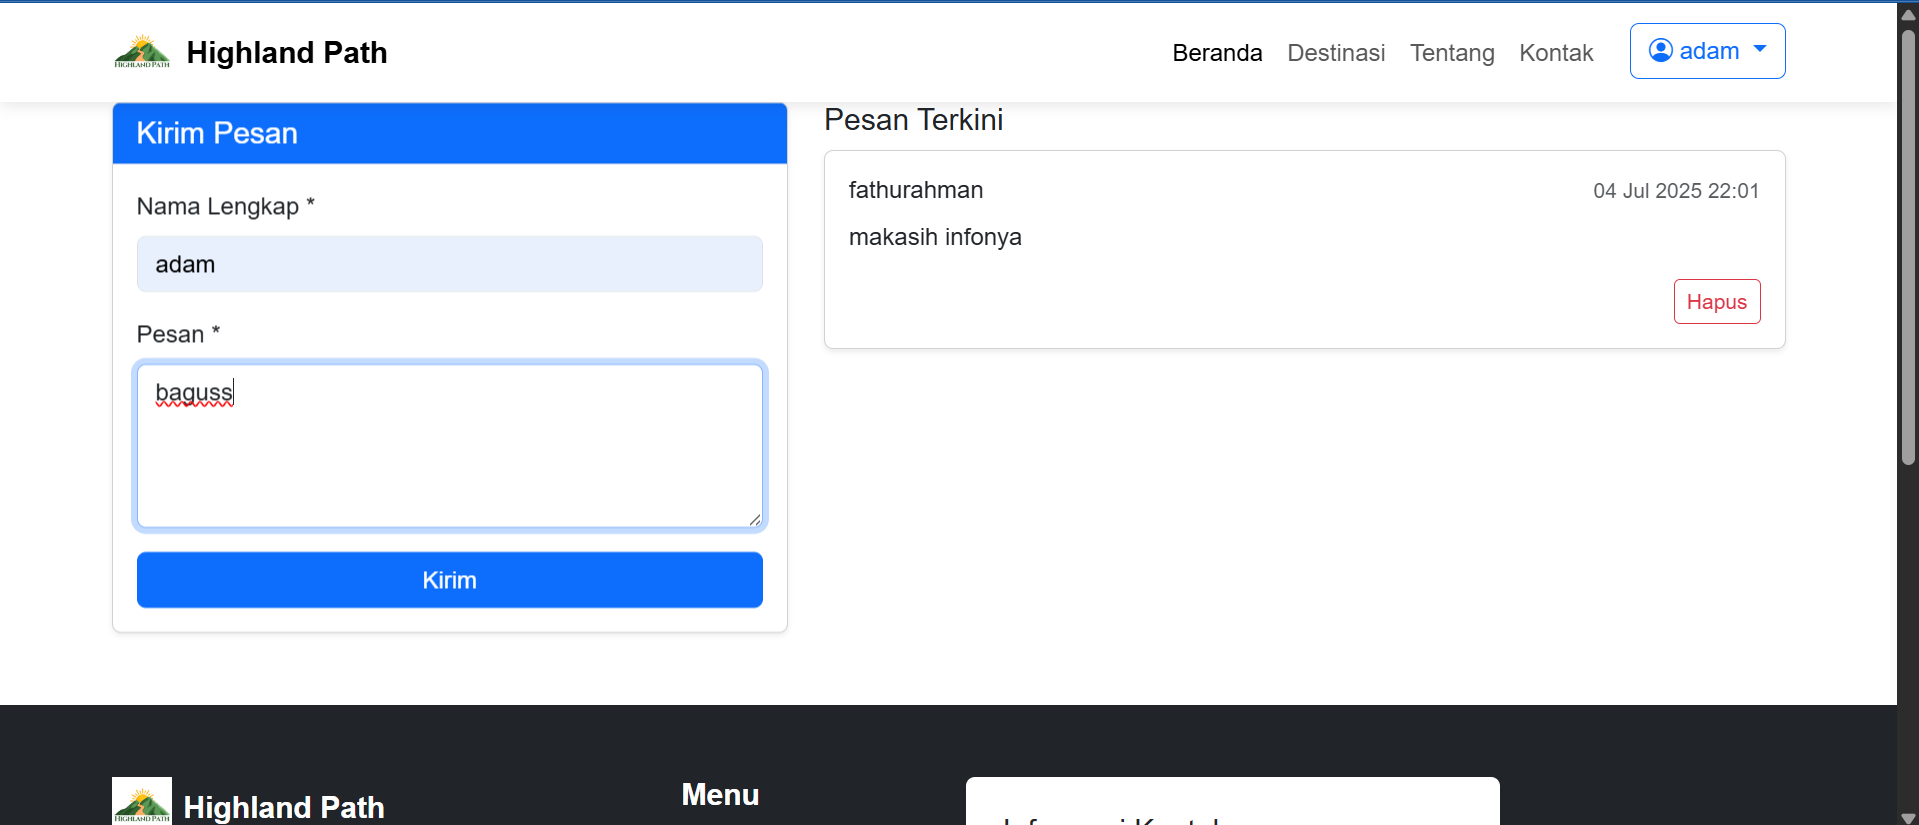 HIGHLAND PATH
Highland Path
Beranda Destinasi Tentang Kontak adam
Kirim Pesan
Nama Lengkap *
adam
Pesan *
baguss
Kirim
Pesan Terkini
fathurahman 04 Jul 2025 22:01
makasih infonya
Hapus
HIGHLAND PATH
Highland Path
Menu